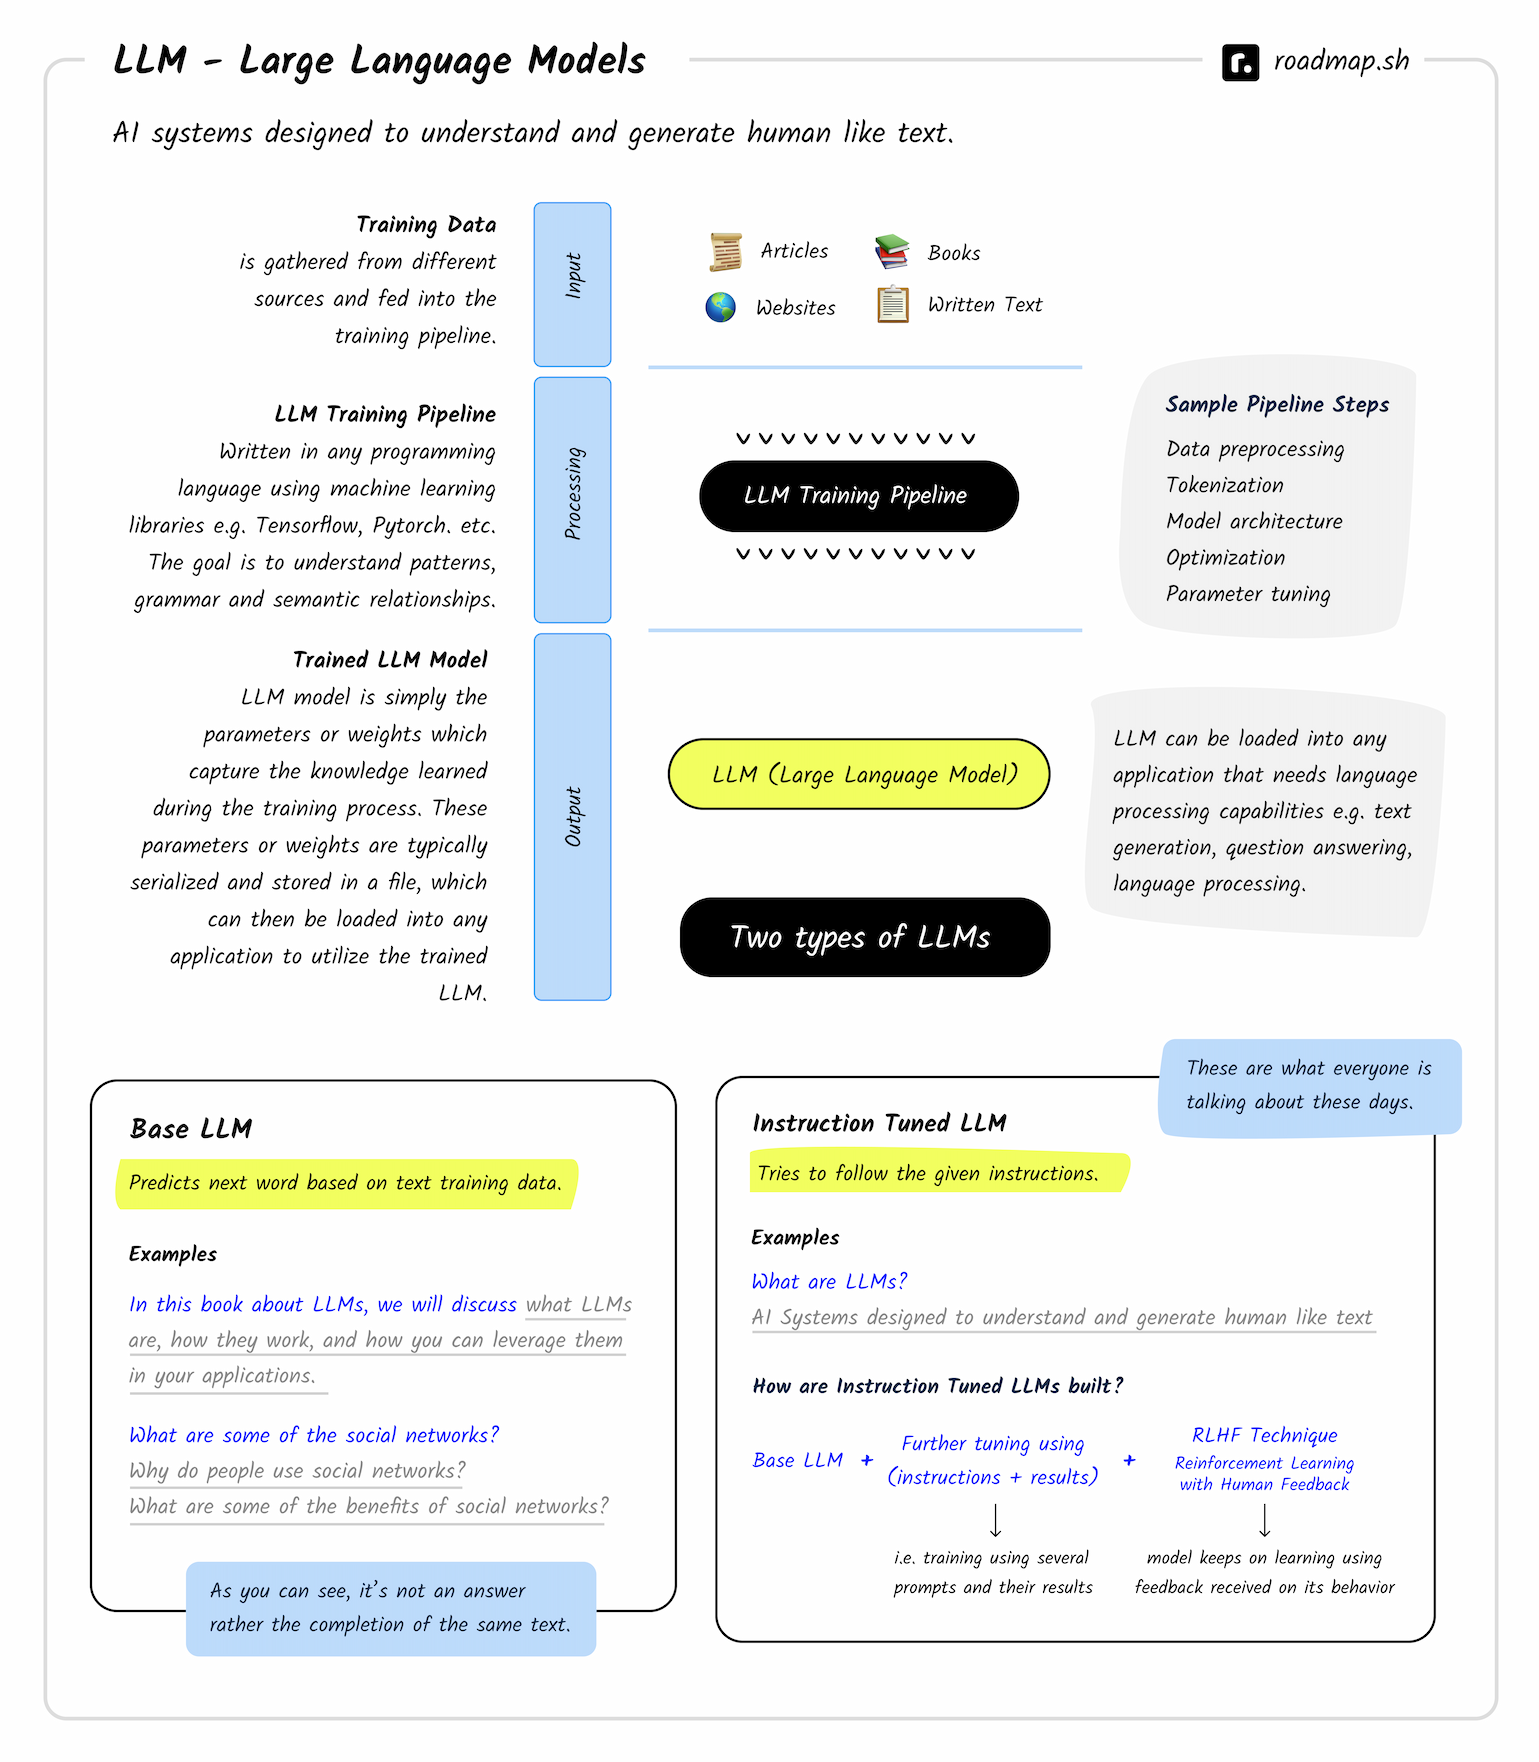 LLM - Large Language Models
roadmap.sh
AI systems designed to understand and generate human like text.
Training Data
is gathered from different
sources and fed into the
training pipeline.
Input
Articles
Books
Websites
Written Text
LLM Training Pipeline
Written in any programming
language using machine learning
libraries e.g. Tensorflow, Pytorch. etc.
The goal is to understand patterns,
grammar and semantic relationships.
Processing
LLM Training Pipeline
Sample Pipeline Steps
Data preprocessing
Tokenization
Model architecture
Optimization
Parameter tuning
Trained LLM Model
LLM model is simply the
parameters or weights which
capture the knowledge learned
during the training process. These
parameters or weights are typically
serialized and stored in a file, which
can then be loaded into any
application to utilize the trained
LLM.
Output
LLM (Large Language Model)
LLM can be loaded into any
application that needs language
processing capabilities e.g. text
generation, question answering,
language processing.
Two types of LLMs
Base LLM
Predicts next word based on text training data.
Examples
In this book about LLMs, we will discuss what LLMs
are, how they work, and how you can leverage them
in your applications.
What are some of the social networks?
Why do people use social networks?
What are some of the benefits of social networks?
As you can see, it's not an answer
rather the completion of the same text.
These are what everyone is
talking about these days.
Instruction Tuned LLM
Tries to follow the given instructions.
Examples
What are LLMs?
AI Systems designed to understand and generate human like text
How are Instruction Tuned LLMs built?
Base LLM +
Further tuning using
(instructions + results)
+
RLHF Technique
Reinforcement Learning
with Human Feedback
i.e. training using several
prompts and their results
model keeps on learning using
feedback received on its behavior